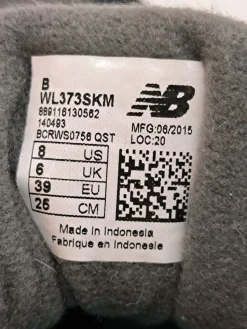 B
WL373SKM
889116130562
140493
BCRWS0756 QST
NB
MFG:06/2015
LOC:20
8 US
6 UK
39 EU
25 CM
Made in Indonesia
Fabrique en Indonesie